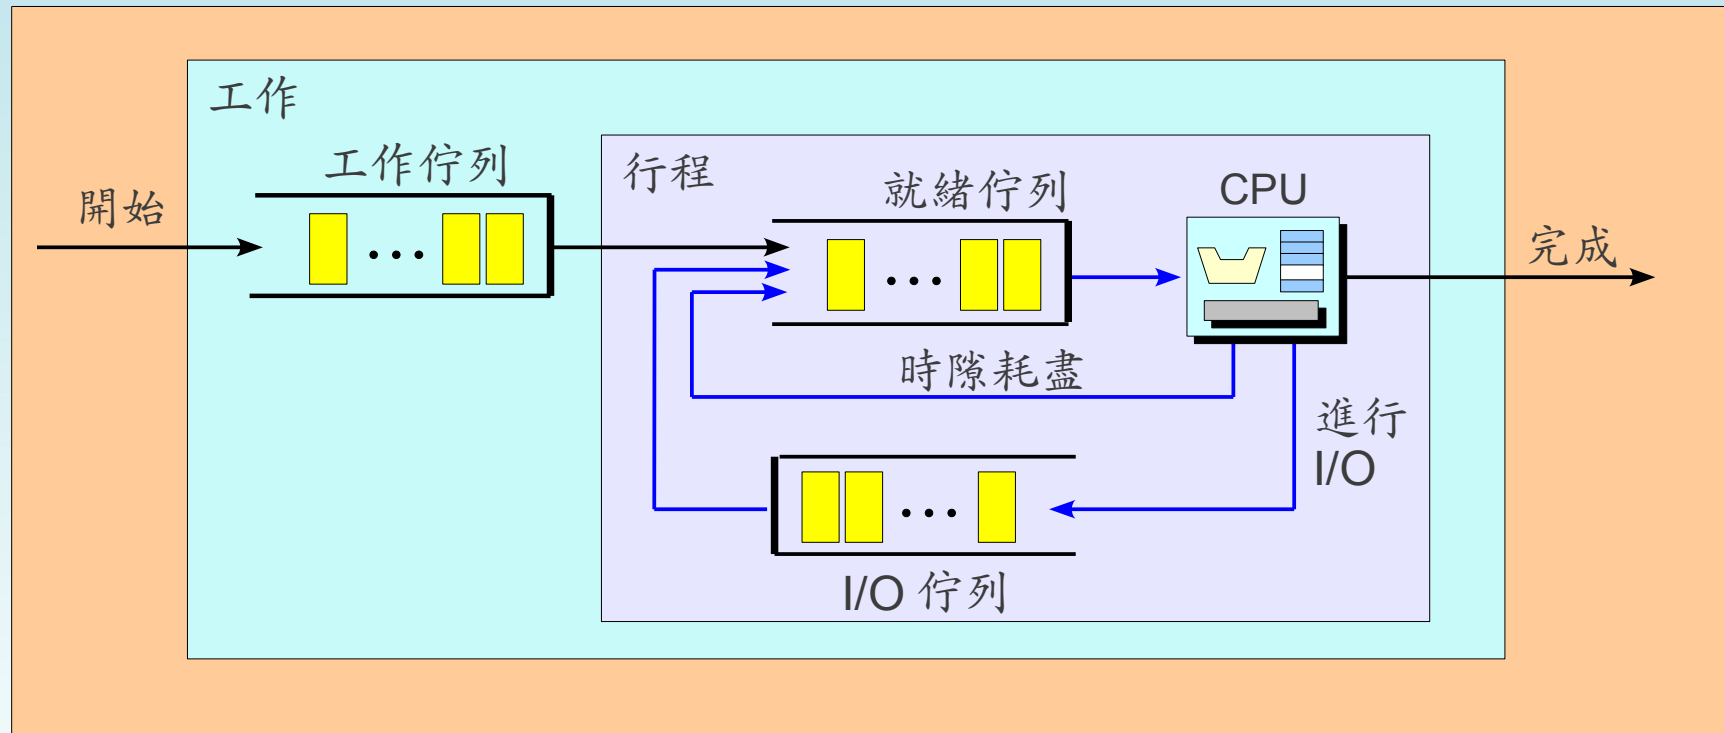 工作
工作佇列
開始
行程
就緒佇列
CPU
完成
時隙耗盡
進行
I/O
I/O 佇列